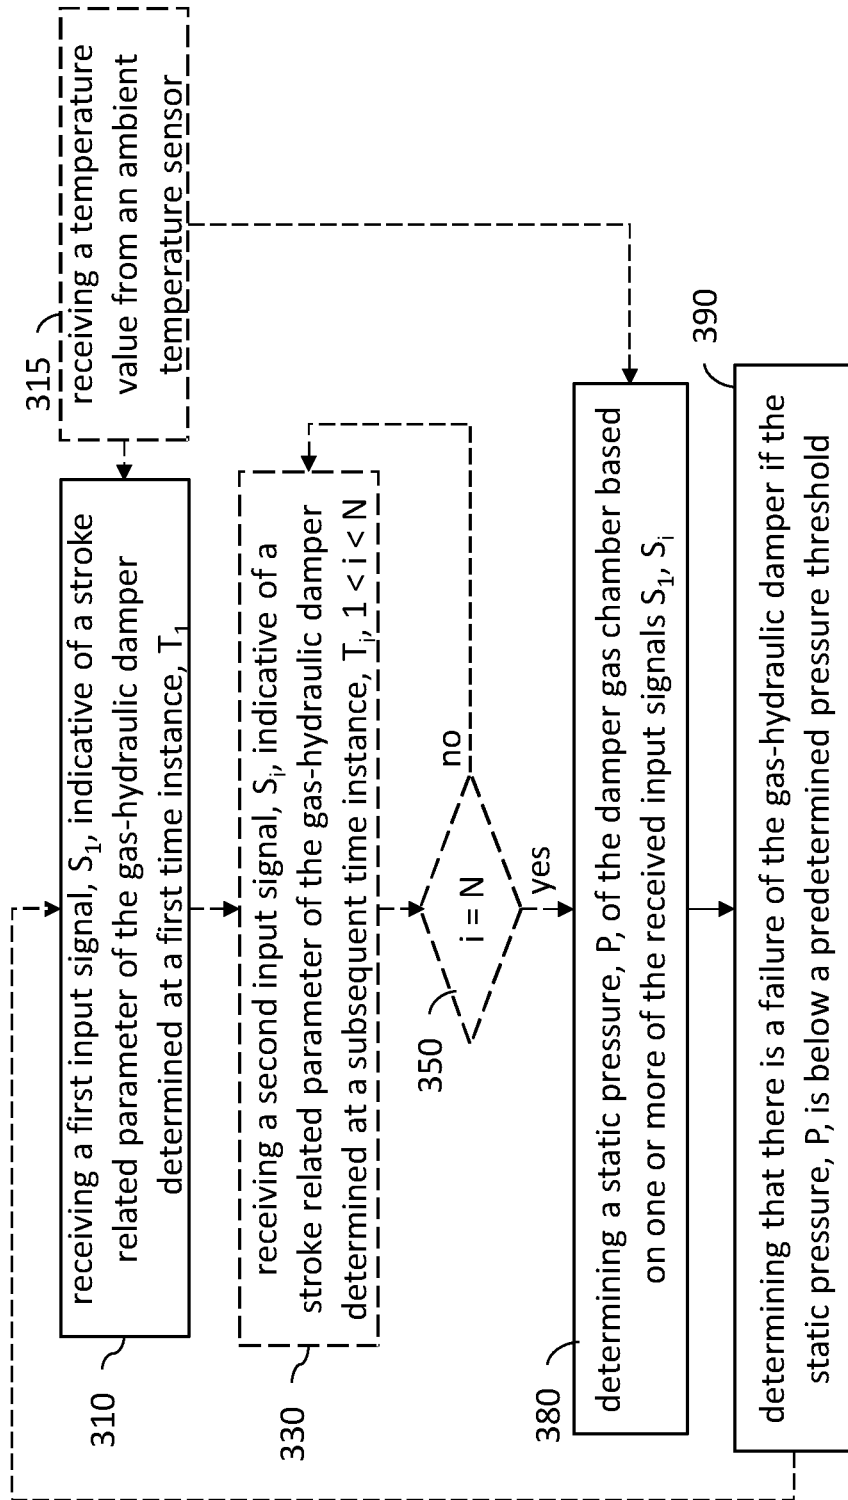 315
receiving a temperature
value from an ambient
temperature sensor
310
receiving a first input signal, S₁, indicative of a stroke
related parameter of the gas-hydraulic damper
determined at a first time instance, T₁
330
receiving a second input signal, Sᵢ, indicative of a
stroke related parameter of the gas-hydraulic damper
determined at a subsequent time instance, Tᵢ, 1 < i < N
350
i = N
no
yes
380
determining a static pressure, P, of the damper gas chamber based
on one or more of the received input signals S₁, Sᵢ
390
determining that there is a failure of the gas-hydraulic damper if the
static pressure, P, is below a predetermined pressure threshold